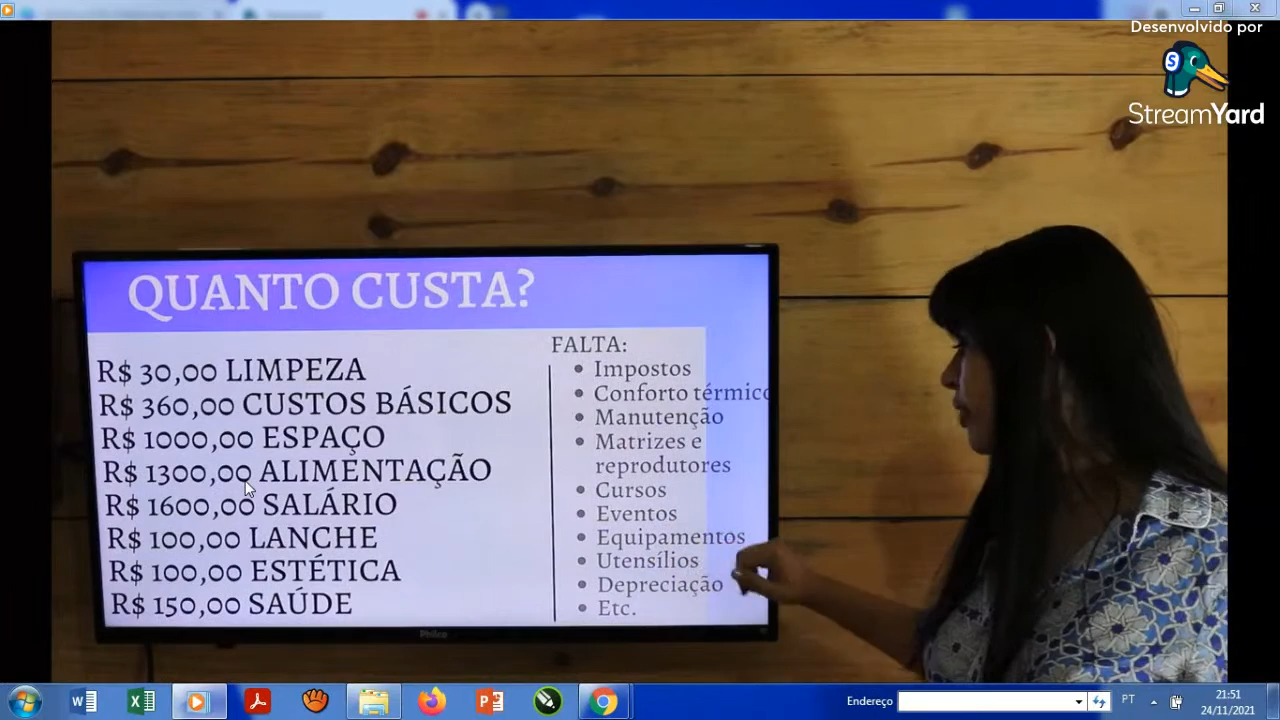 Desenvolvido por
S
StreamYard
QUANTO CUSTA?
R$ 30,00 LIMPEZA
R$ 360,00 CUSTOS BÁSICOS
R$ 1000,00 ESPAÇO
R$ 1300,00 ALIMENTAÇÃO
R$ 1600,00 SALÁRIO
R$ 100,00 LANCHE
R$ 100,00 ESTÉTICA
R$ 150,00 SAÚDE
FALTA:
• Impostos
• Conforto térmico
• Manutenção
• Matrizes e
reprodutores
• Cursos
• Eventos
• Equipamentos
• Utensílios
• Depreciação
• Etc.
Philco
Endereço
PT
21:51
24/11/2021